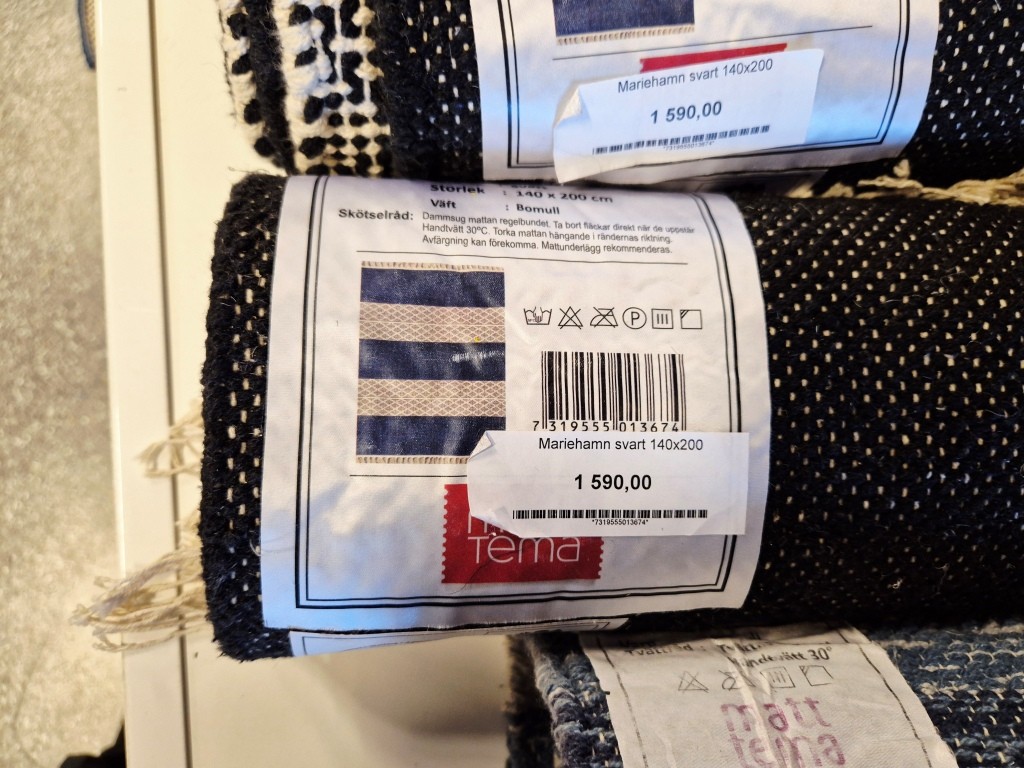 Mariehamn svart 140x200
1 590,00
*7319555013674*
Storlek : 140 x 200 cm
Väft : Bomull
Skötselråd: Dammsug mattan regelbundet. Ta bort fläckar direkt när de uppstår
Handtvätt 30ºC. Torka mattan hängande i rändernas riktning.
Avfärgning kan förekomma. Mattunderlägg rekommenderas.
P
7 319555 013674
Mariehamn svart 140x200
1 590,00
*7319555013674*
Tema
30°
matt
tema